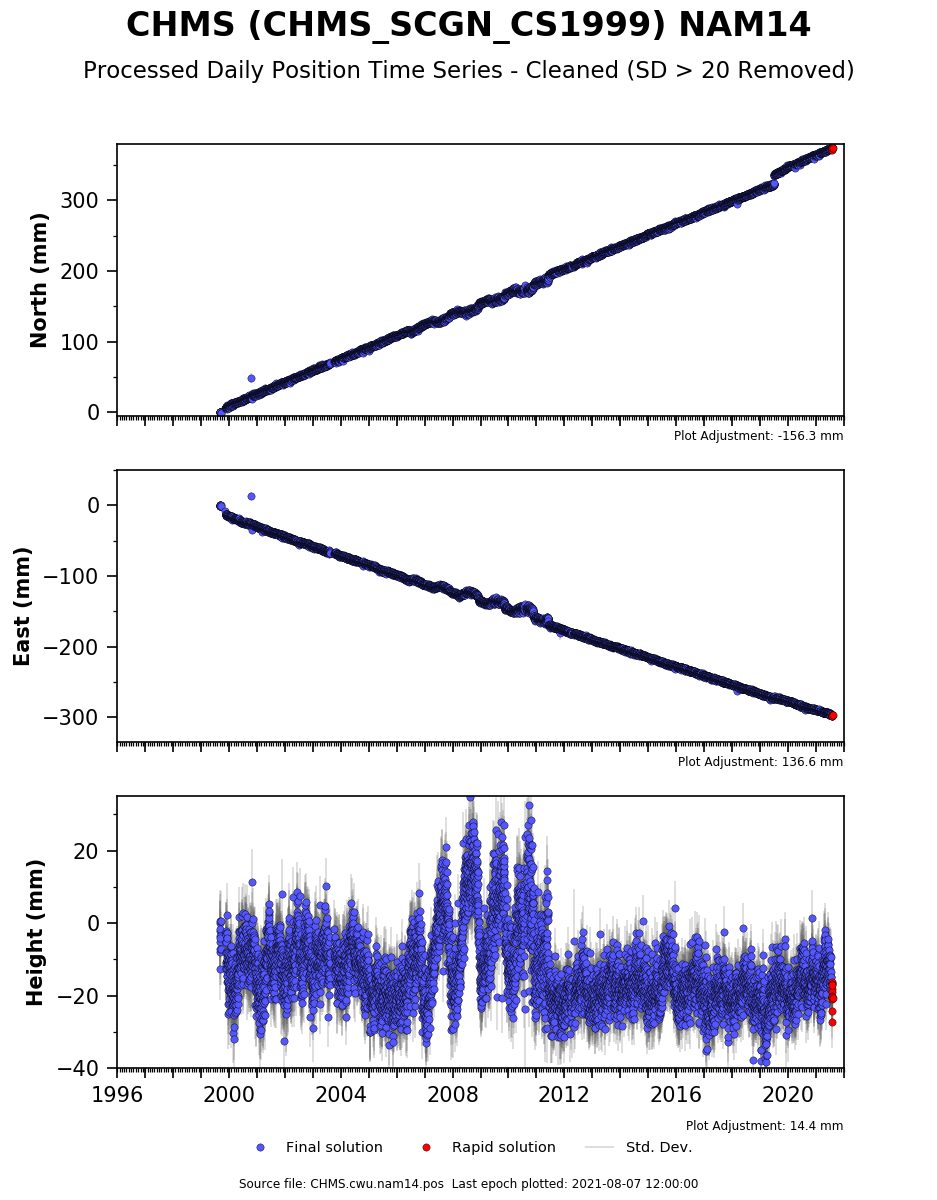 CHMS (CHMS_SCGN_CS1999) NAM14
Processed Daily Position Time Series - Cleaned (SD > 20 Removed)
North (mm)
300
200
100
0
Plot Adjustment: -156.3 mm
East (mm)
0
−100
−200
−300
Plot Adjustment: 136.6 mm
Height (mm)
20
0
−20
−40
1996 2000 2004 2008 2012 2016 2020
Plot Adjustment: 14.4 mm
Final solution Rapid solution Std. Dev.
Source file: CHMS.cwu.nam14.pos Last epoch plotted: 2021-08-07 12:00:00